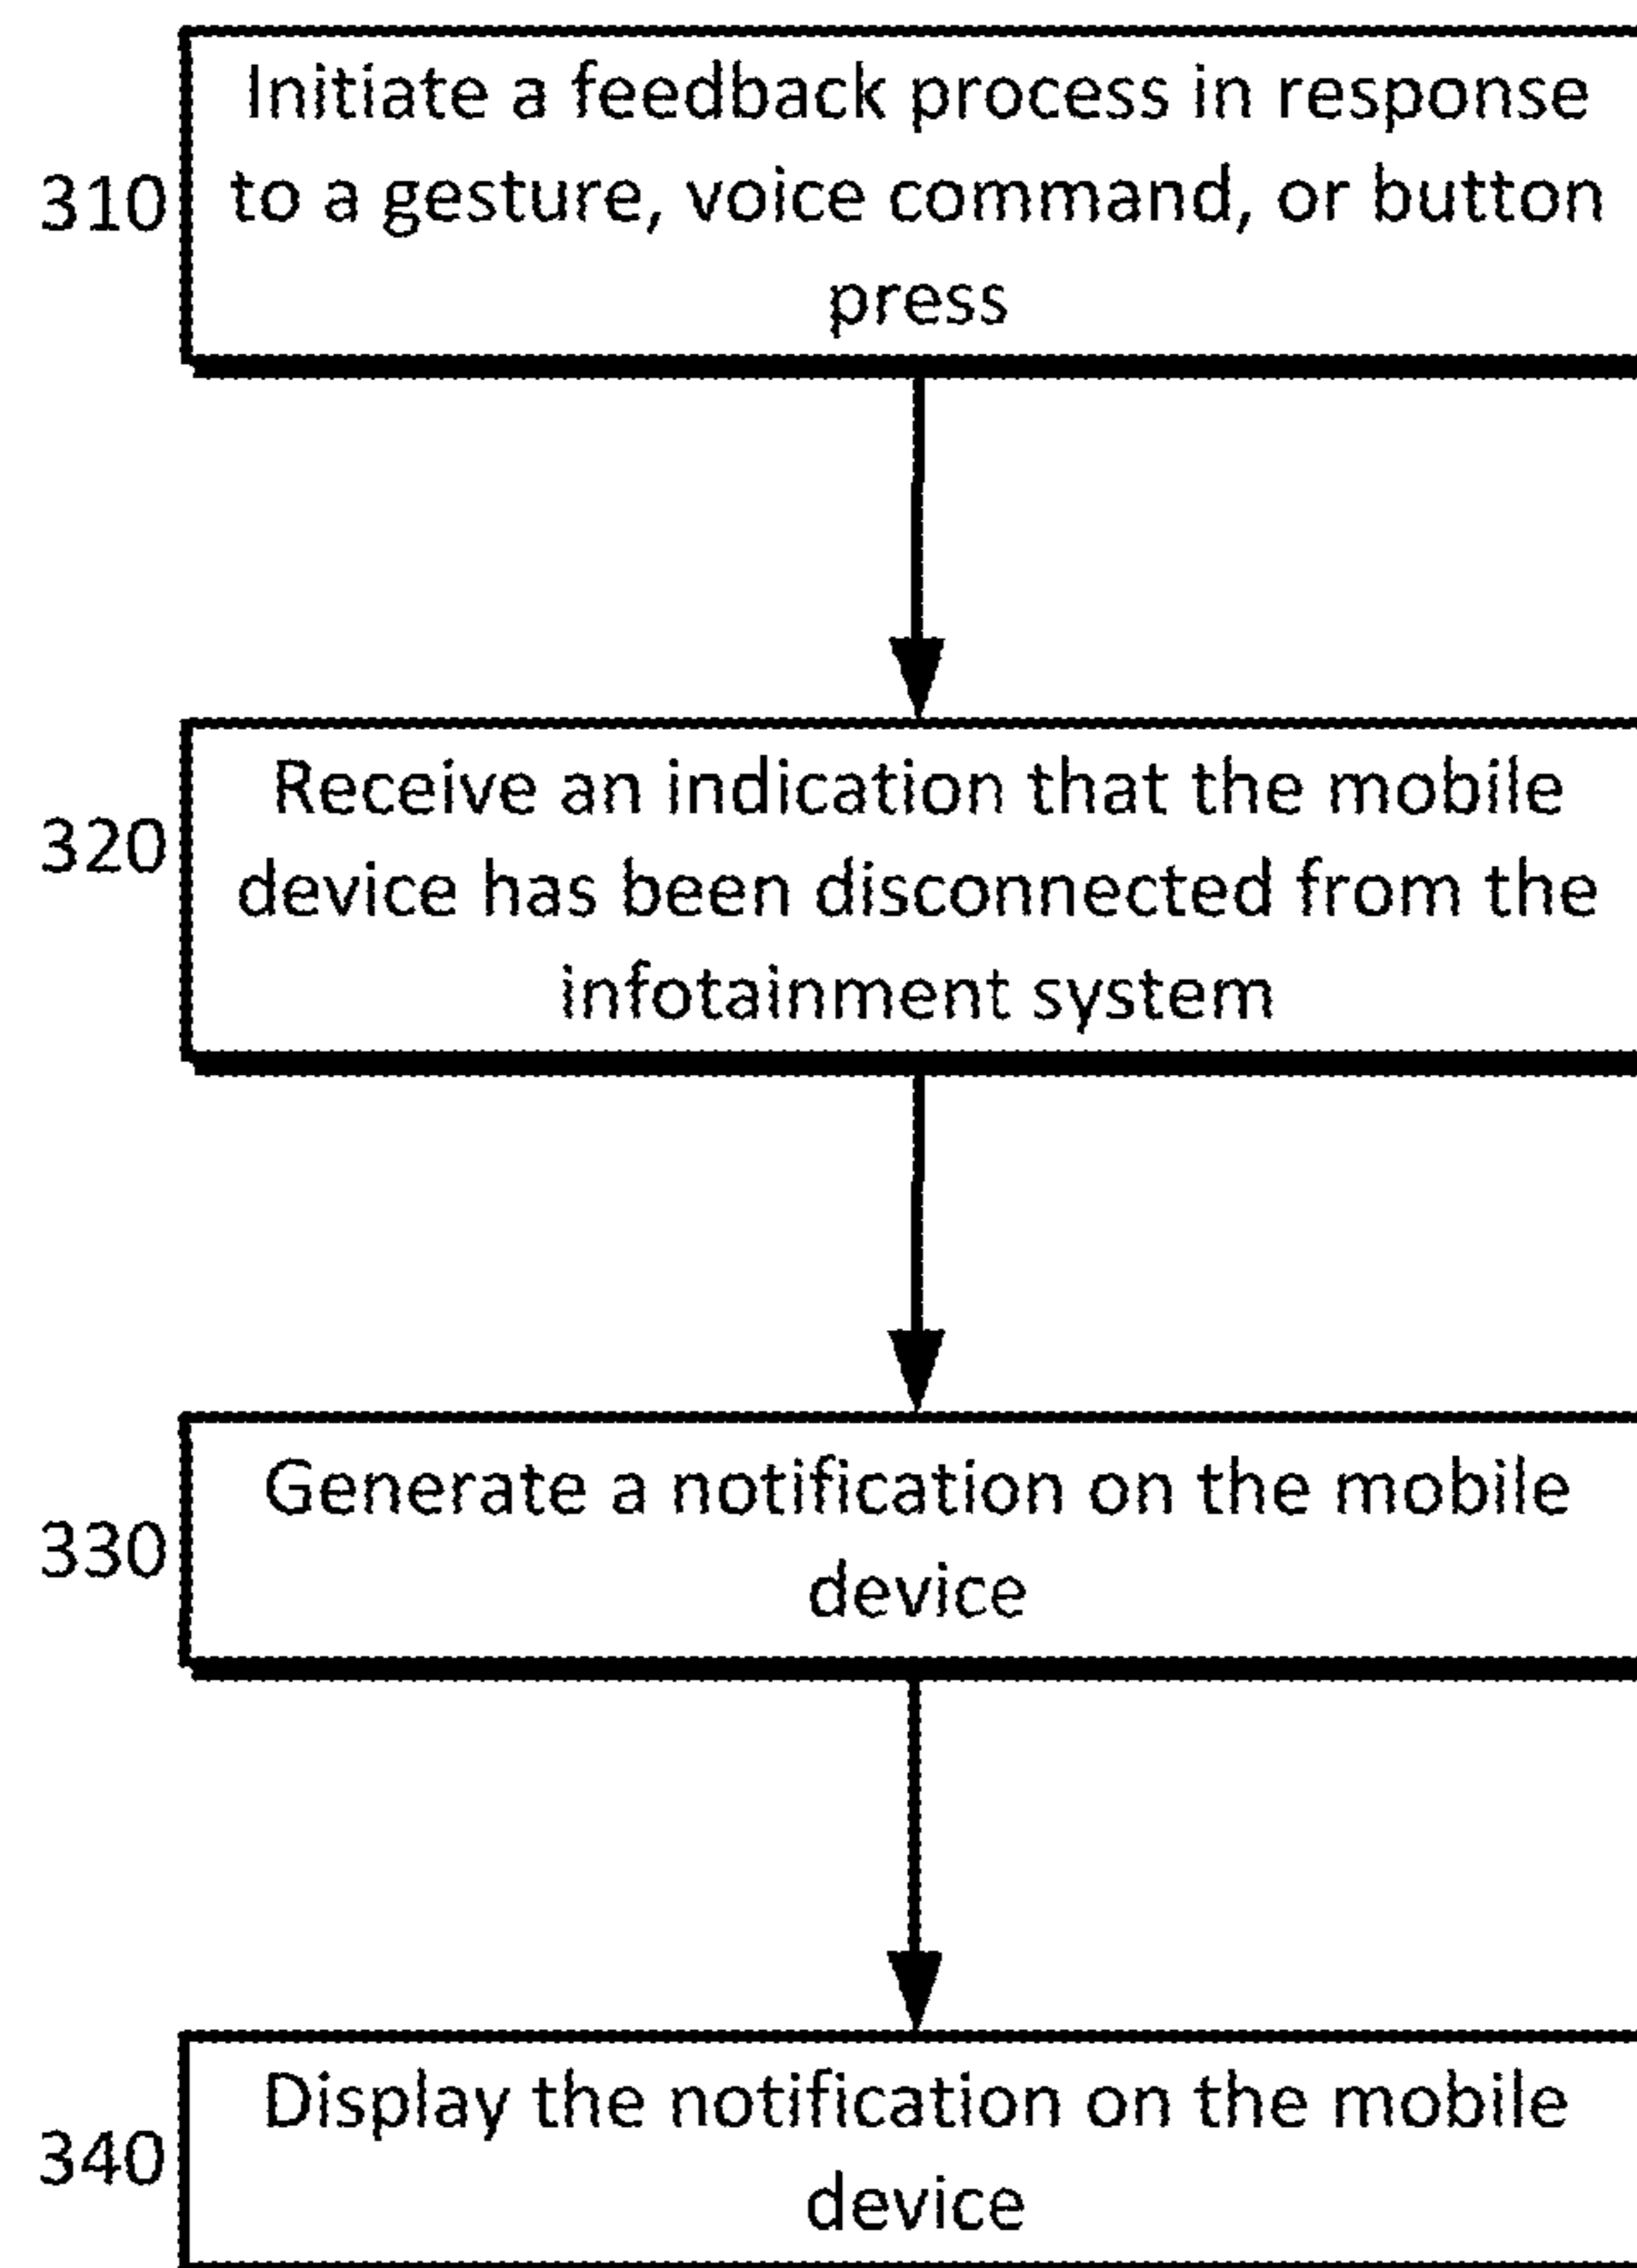 Initiate a feedback process in response
310
to a gesture, voice command, or button
press
Receive an indication that the mobile
320
device has been disconnected from the
infotainment system
Generate a notification on the mobile
330
device
Display the notification on the mobile
340
device